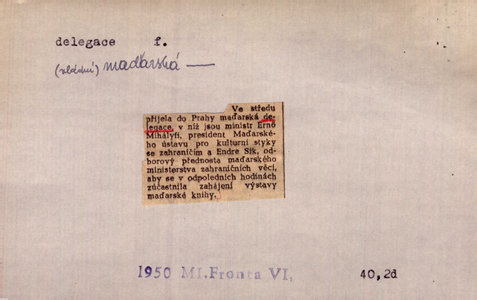 delegace f.
(vládní) maďarská —
Ve středu
přijela do Prahy maďarská de-
legace, v níž jsou ministr Ernö
Mihályfi, president Maďarské-
ho ústavu pro kulturní styky
se zahraničím a Endre Sík, od-
borový přednosta maďarského
ministerstva zahraničních věcí,
aby se v odpoledních hodinách
zúčastnila zahájení výstavy
maďarské knihy.
1950 Ml.Fronta VI,
40,2d